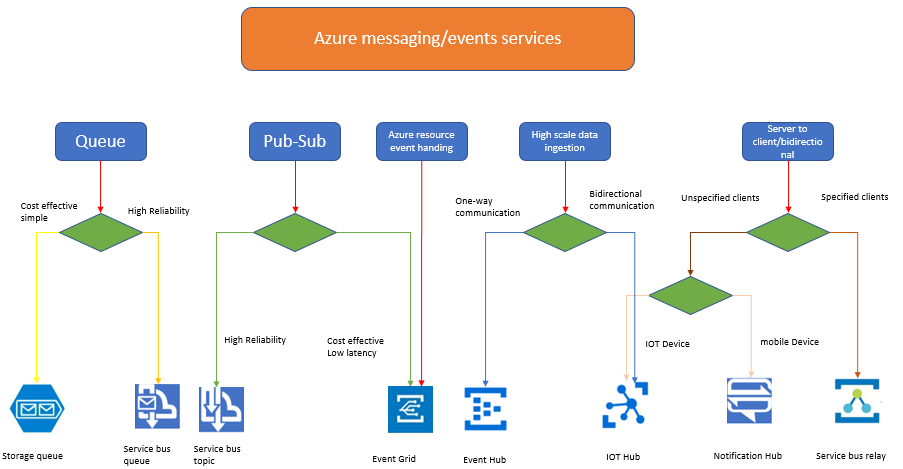 Azure messaging/events services
Queue
Pub-Sub
Azure resource
event handing
High scale data
ingestion
Server to
client/bidirectio
nal
Cost effective
simple
High Reliability
One-way
communication
Bidirectional
communication
Unspecified clients
Specified clients
High Reliability
Cost effective
Low latency
IOT Device
mobile Device
Storage queue
Service bus
queue
Service bus
topic
Event Grid
Event Hub
IOT Hub
Notification Hub
Service bus relay